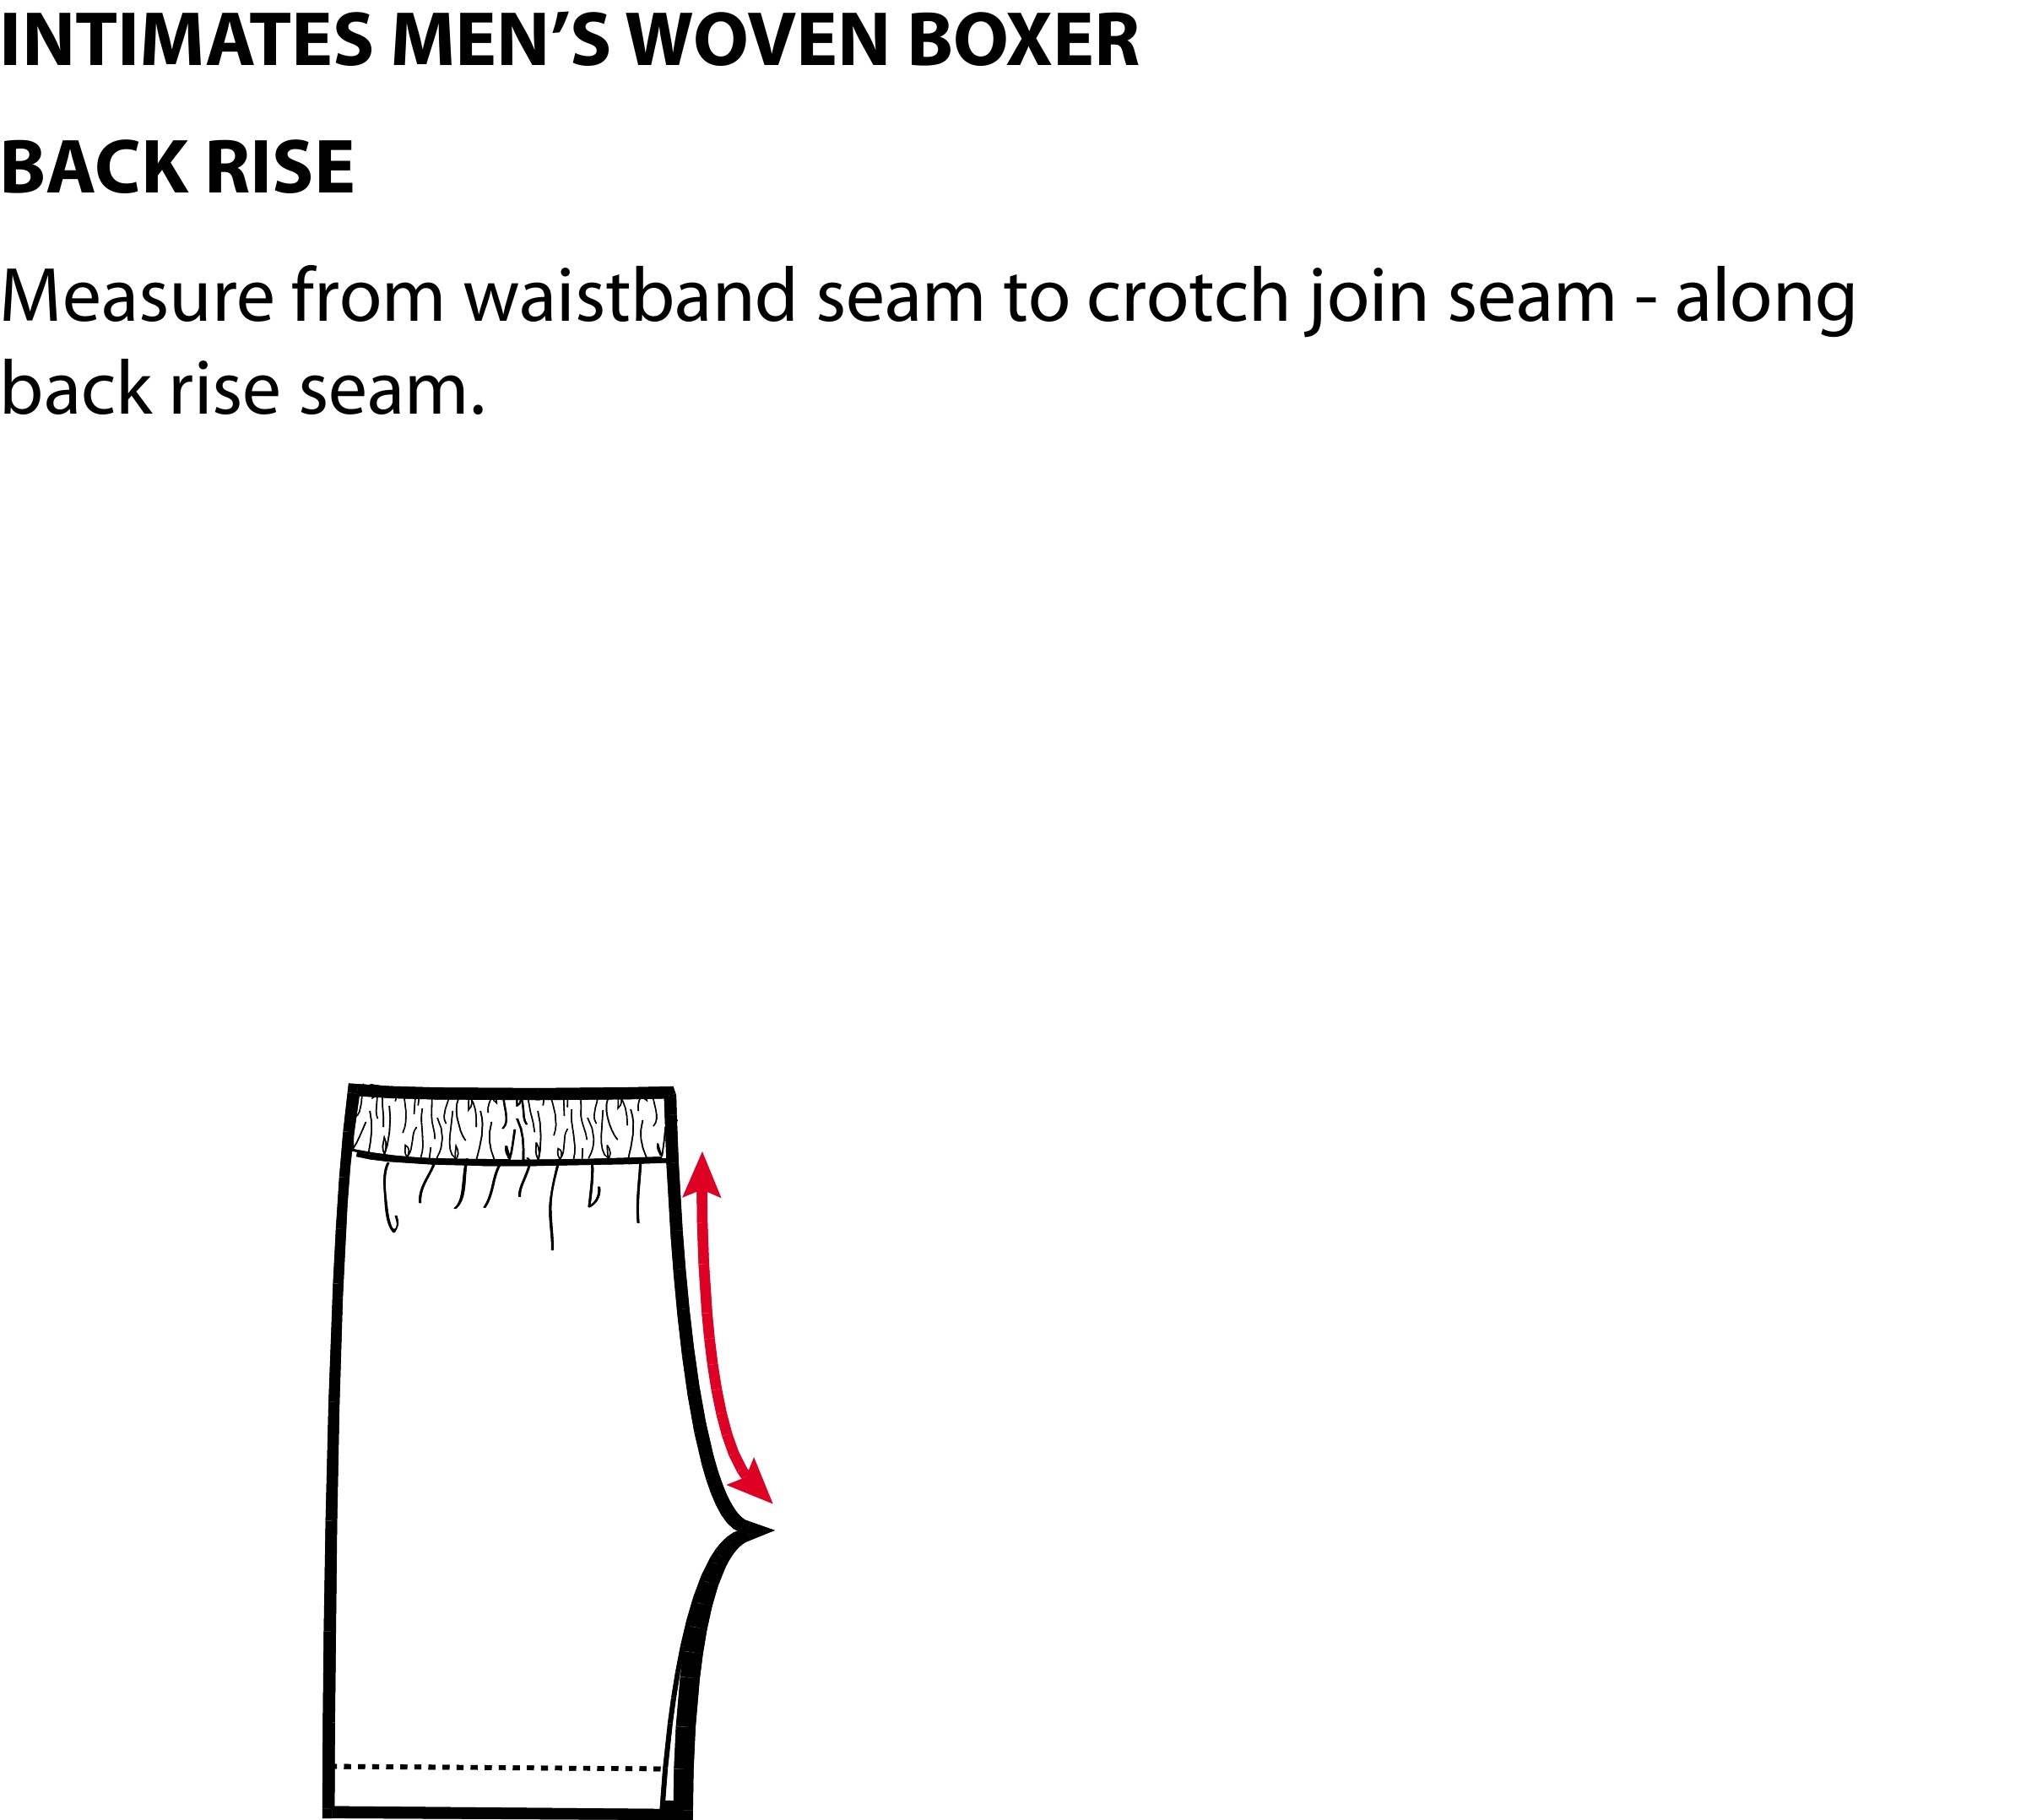 INTIMATES MEN’S WOVEN BOXER
BACK RISE
Measure from waistband seam to crotch join seam - along
back rise seam.